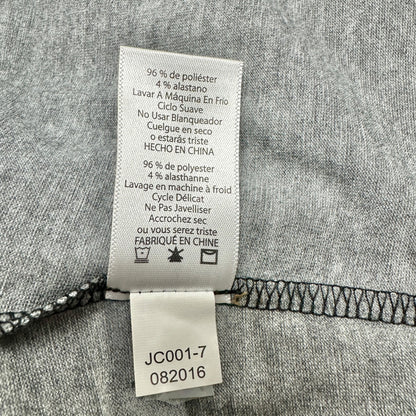 96 % de poliéster
4 % alastano
Lavar A Máquina En Frío
Ciclo Suave
No Usar Blanqueador
Cuelgue en seco
o estarás triste
HECHO EN CHINA
96 % de polyester
4 % alasthanne
Lavage en machine à froid
Cycle Délicat
Ne Pas Javelliser
Accrochez sec
ou vous serez triste
FABRIQUÉ EN CHINE
JC001-7
082016